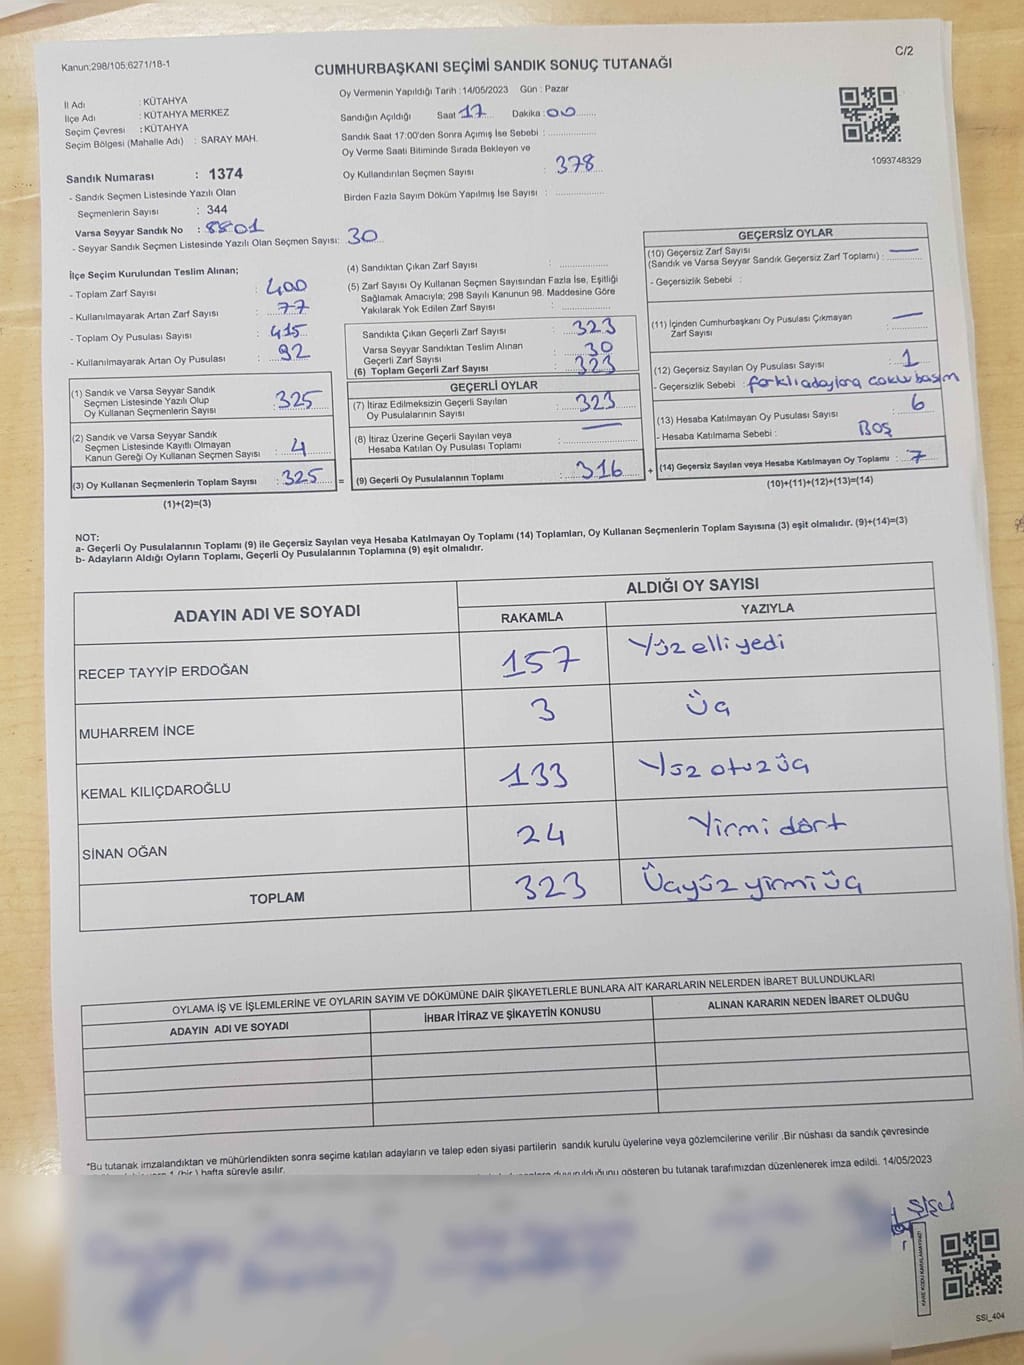 Kanun;298/105;6271/18-1
C/2
CUMHURBAŞKANI SEÇİMİ SANDIK SONUÇ TUTANAĞI
İl Adı : KÜTAHYA
İlçe Adı : KÜTAHYA MERKEZ
Seçim Çevresi : KÜTAHYA
Seçim Bölgesi (Mahalle Adı) : SARAY MAH.
Oy Vermenin Yapıldığı Tarih : 14/05/2023 Gün : Pazar
Sandığın Açıldığı Saat 17 Dakika : 00
Sandık Saat 17:00'den Sonra Açımış İse Sebebi :
Oy Verme Saati Bitiminde Sırada Bekleyen ve
Oy Kullandırılan Seçmen Sayısı : 378
Birden Fazla Sayım Döküm Yapılmış İse Sayısı :
1093748329
Sandık Numarası : 1374
- Sandık Seçmen Listesinde Yazılı Olan
Seçmenlerin Sayısı : 344
Varsa Seyyar Sandık No : 8801
- Seyyar Sandık Seçmen Listesinde Yazılı Olan Seçmen Sayısı: 30
İlçe Seçim Kurulundan Teslim Alınan;
- Toplam Zarf Sayısı : 400
- Kullanılmayarak Artan Zarf Sayısı : 77
- Toplam Oy Pusulası Sayısı : 415
- Kullanılmayarak Artan Oy Pusulası : 92
(1) Sandık ve Varsa Seyyar Sandık
Seçmen Listesinde Yazılı Olup
Oy Kullanan Seçmenlerin Sayısı : 325
(2) Sandık ve Varsa Seyyar Sandık
Seçmen Listesinde Kayıtlı Olmayan
Kanun Gereği Oy Kullanan Seçmen Sayısı : 4
(3) Oy Kullanan Seçmenlerin Toplam Sayısı : 325 =
(1)+(2)=(3)
(4) Sandıktan Çıkan Zarf Sayısı :
(5) Zarf Sayısı Oy Kullanan Seçmen Sayısından Fazla İse, Eşitliği
Sağlamak Amacıyla; 298 Sayılı Kanunun 98. Maddesine Göre
Yakılarak Yok Edilen Zarf Sayısı :
Sandıkta Çıkan Geçerli Zarf Sayısı : 323
Varsa Seyyar Sandıktan Teslim Alınan
Geçerli Zarf Sayısı : 30
(6) Toplam Geçerli Zarf Sayısı : 323
GEÇERLİ OYLAR
(7) İtiraz Edilmeksizin Geçerli Sayılan
Oy Pusulalarının Sayısı : 323
(8) İtiraz Üzerine Geçerli Sayılan veya
Hesaba Katılan Oy Pusulası Toplamı : —
(9) Geçerli Oy Pusulalarının Toplamı : 316 +
GEÇERSİZ OYLAR
(10) Geçersiz Zarf Sayısı
(Sandık ve Varsa Seyyar Sandık Geçersiz Zarf Toplamı) : —
- Geçersizlik Sebebi :
(11) İçinden Cumhurbaşkanı Oy Pusulası Çıkmayan
Zarf Sayısı : —
(12) Geçersiz Sayılan Oy Pusulası Sayısı : 1
- Geçersizlik Sebebi : farklı adaylara çoklu basım
(13) Hesaba Katılmayan Oy Pusulası Sayısı : 6
- Hesaba Katılmama Sebebi : BOŞ
(14) Geçersiz Sayılan veya Hesaba Katılmayan Oy Toplamı : 7
(10)+(11)+(12)+(13)=(14)
NOT:
a- Geçerli Oy Pusulalarının Toplamı (9) ile Geçersiz Sayılan veya Hesaba Katılmayan Oy Toplamı (14) Toplamları, Oy Kullanan Seçmenlerin Toplam Sayısına (3) eşit olmalıdır. (9)+(14)=(3)
b- Adayların Aldığı Oyların Toplamı, Geçerli Oy Pusulalarının Toplamına (9) eşit olmalıdır.
ADAYIN ADI VE SOYADI
ALDIĞI OY SAYISI
RAKAMLA YAZIYLA
RECEP TAYYİP ERDOĞAN 157 Yüz elli yedi
MUHARREM İNCE 3 Üç
KEMAL KILIÇDAROĞLU 133 Yüz otuz üç
SİNAN OĞAN 24 Yirmi dört
TOPLAM 323 Üçyüz yirmi üç
OYLAMA İŞ VE İŞLEMLERİNE VE OYLARIN SAYIM VE DÖKÜMÜNE DAİR ŞİKAYETLERLE BUNLARA AİT KARARLARIN NELERDEN İBARET BULUNDUKLARI
ADAYIN ADI VE SOYADI İHBAR İTİRAZ VE ŞİKAYETİN KONUSU ALINAN KARARIN NEDEN İBARET OLDUĞU
*Bu tutanak imzalandıktan ve mühürlendikten sonra seçime katılan adayların ve talep eden siyasi partilerin sandık kurulu üyelerine veya gözlemcilerine verilir .Bir nüshası da sandık çevresinde
1 (bir ) hafta süreyle asılır.
duyurulduğunu gösteren bu tutanak tarafımızdan düzenlenerek imza edildi. 14/05/2023
KARE KODU KARALAMAYINIZ!
SSİ_404